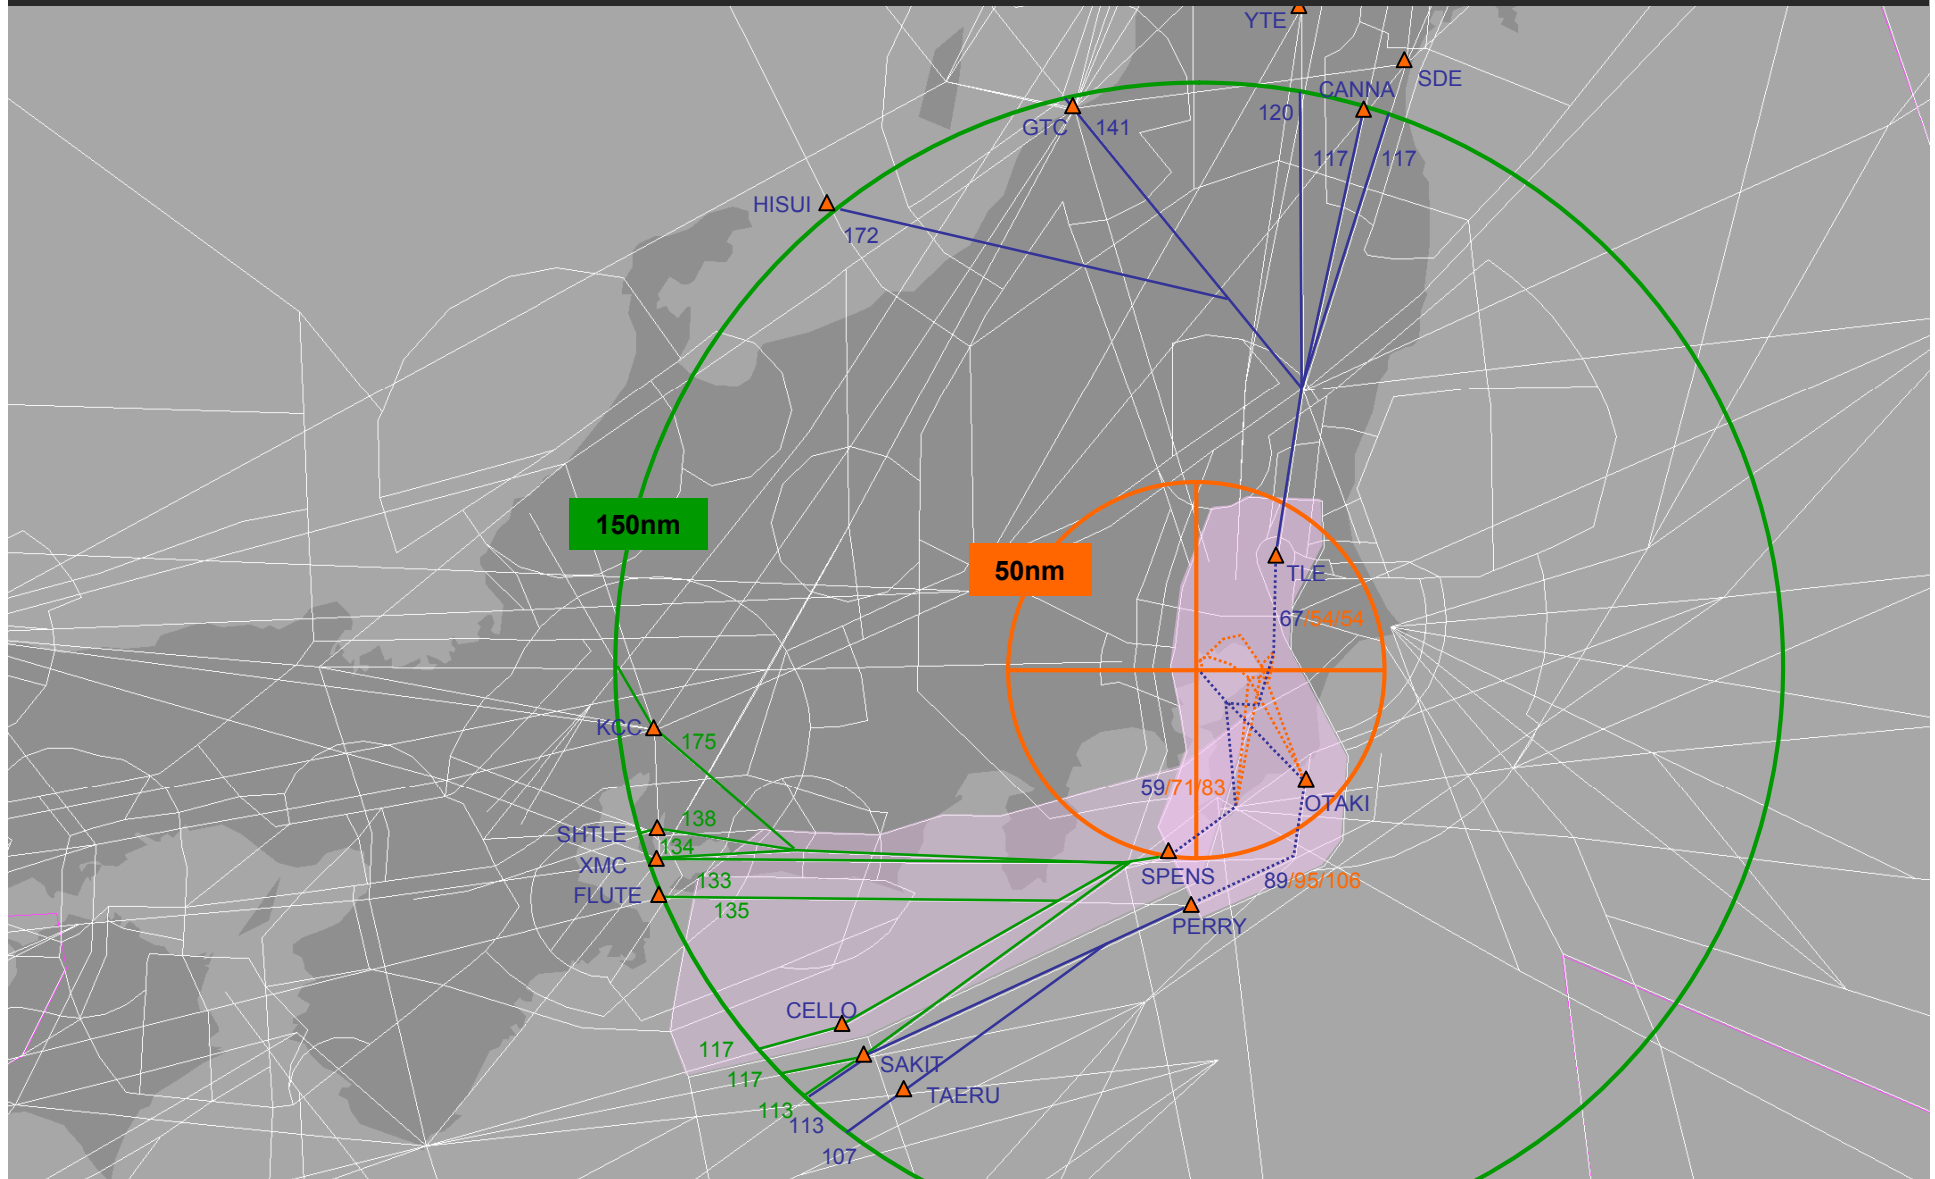 YTE
SDE
CANNA
120
GTC
141
117
117
HISUI
172
150nm
50nm
TLE
67/54/54
KCC
175
59/71/83
OTAKI
138
SHTLE
134
XMC
133
SPENS
89/95/106
FLUTE
135
PERRY
CELLO
117
SAKIT
117
TAERU
113
113
107